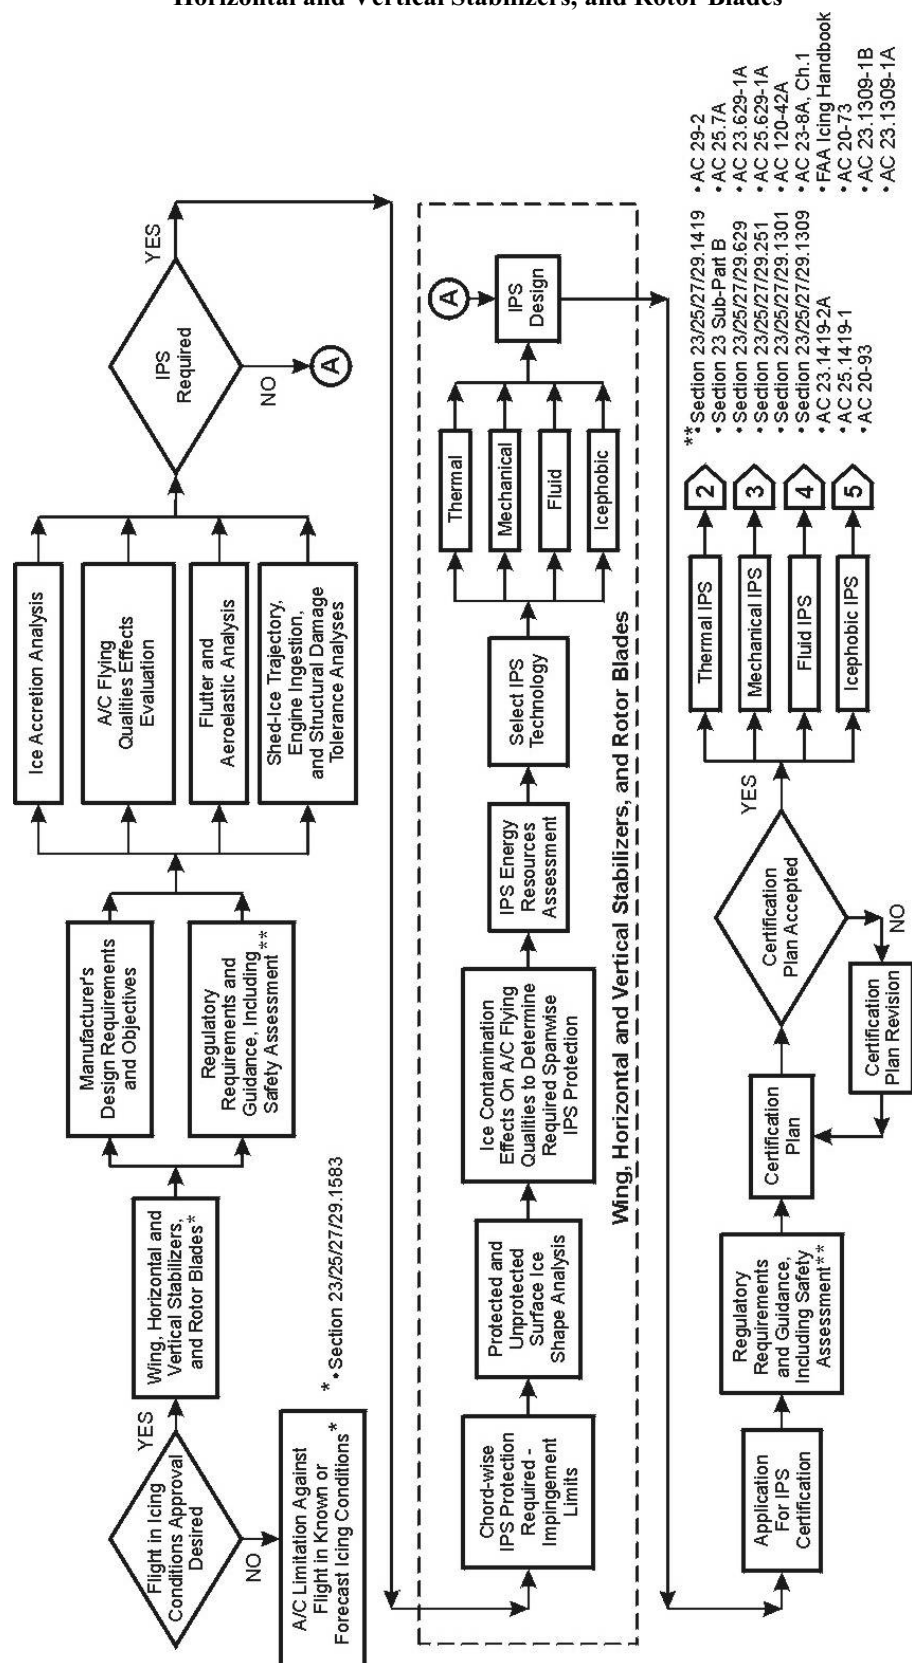 Horizontal and Vertical Stabilizers, and Rotor Blades
Flight in Icing
Conditions Approval
Desired
YES
NO
A/C Limitation Against
Flight in Known or
Forecast Icing Conditions*
Wing, Horizontal and
Vertical Stabilizers,
and Rotor Blades*
* • Section 23/25/27/29.1583
Manufacturer's
Design Requirements
and Objectives
Regulatory
Requirements and
Guidance, Including
Safety Assessment**
Ice Accretion Analysis
A/C Flying
Qualities Effects
Evaluation
Flutter and
Aeroelastic Analysis
Shed-Ice Trajectory,
Engine Ingestion,
and Structural Damage
Tolerance Analyses
IPS
Required
YES
NO
A
Chord-wise
IPS Protection
Required -
Impingement
Limits
Protected and
Unprotected
Surface Ice
Shape Analysis
Ice Contamination
Effects On A/C Flying
Qualities to Determine
Required Spanwise
IPS Protection
IPS Energy
Resources
Assessment
Select IPS
Technology
Thermal
Mechanical
Fluid
Icephobic
A
IPS
Design
Wing, Horizontal and Vertical Stabilizers, and Rotor Blades
Application
For IPS
Certification
Regulatory
Requirements
and Guidance,
Including Safety
Assessment**
Certification
Plan
Certification
Plan Accepted
YES
NO
Certification
Plan Revision
Thermal IPS
Mechanical IPS
Fluid IPS
Icephobic IPS
2
3
4
5
** • Section 23/25/27/29.1419
• Section 23 Sub-Part B
• Section 23/25/27/29.629
• Section 23/25/27/29.251
• Section 23/25/27/29.1301
• Section 23/25/27/29.1309
• AC 23.1419-2A
• AC 25.1419-1
• AC 20-93
• AC 29-2
• AC 25.7A
• AC 23.629-1A
• AC 25.629-1A
• AC 120-42A
• AC 23-8A, Ch.1
• FAA Icing Handbook
• AC 20-73
• AC 23.1309-1B
• AC 23.1309-1A